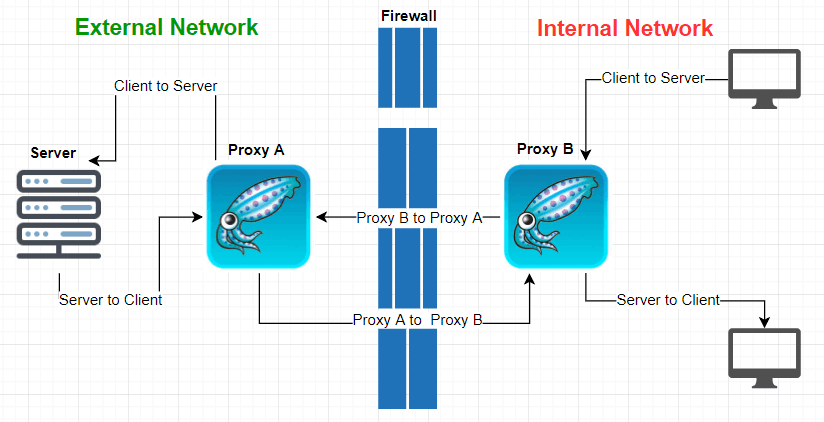 Firewall
External Network
Internal Network
Client to Server
Client to Server
Server
Proxy A
Proxy B
Proxy B to Proxy A
Server to Client
Server to Client
Proxy A to  Proxy B